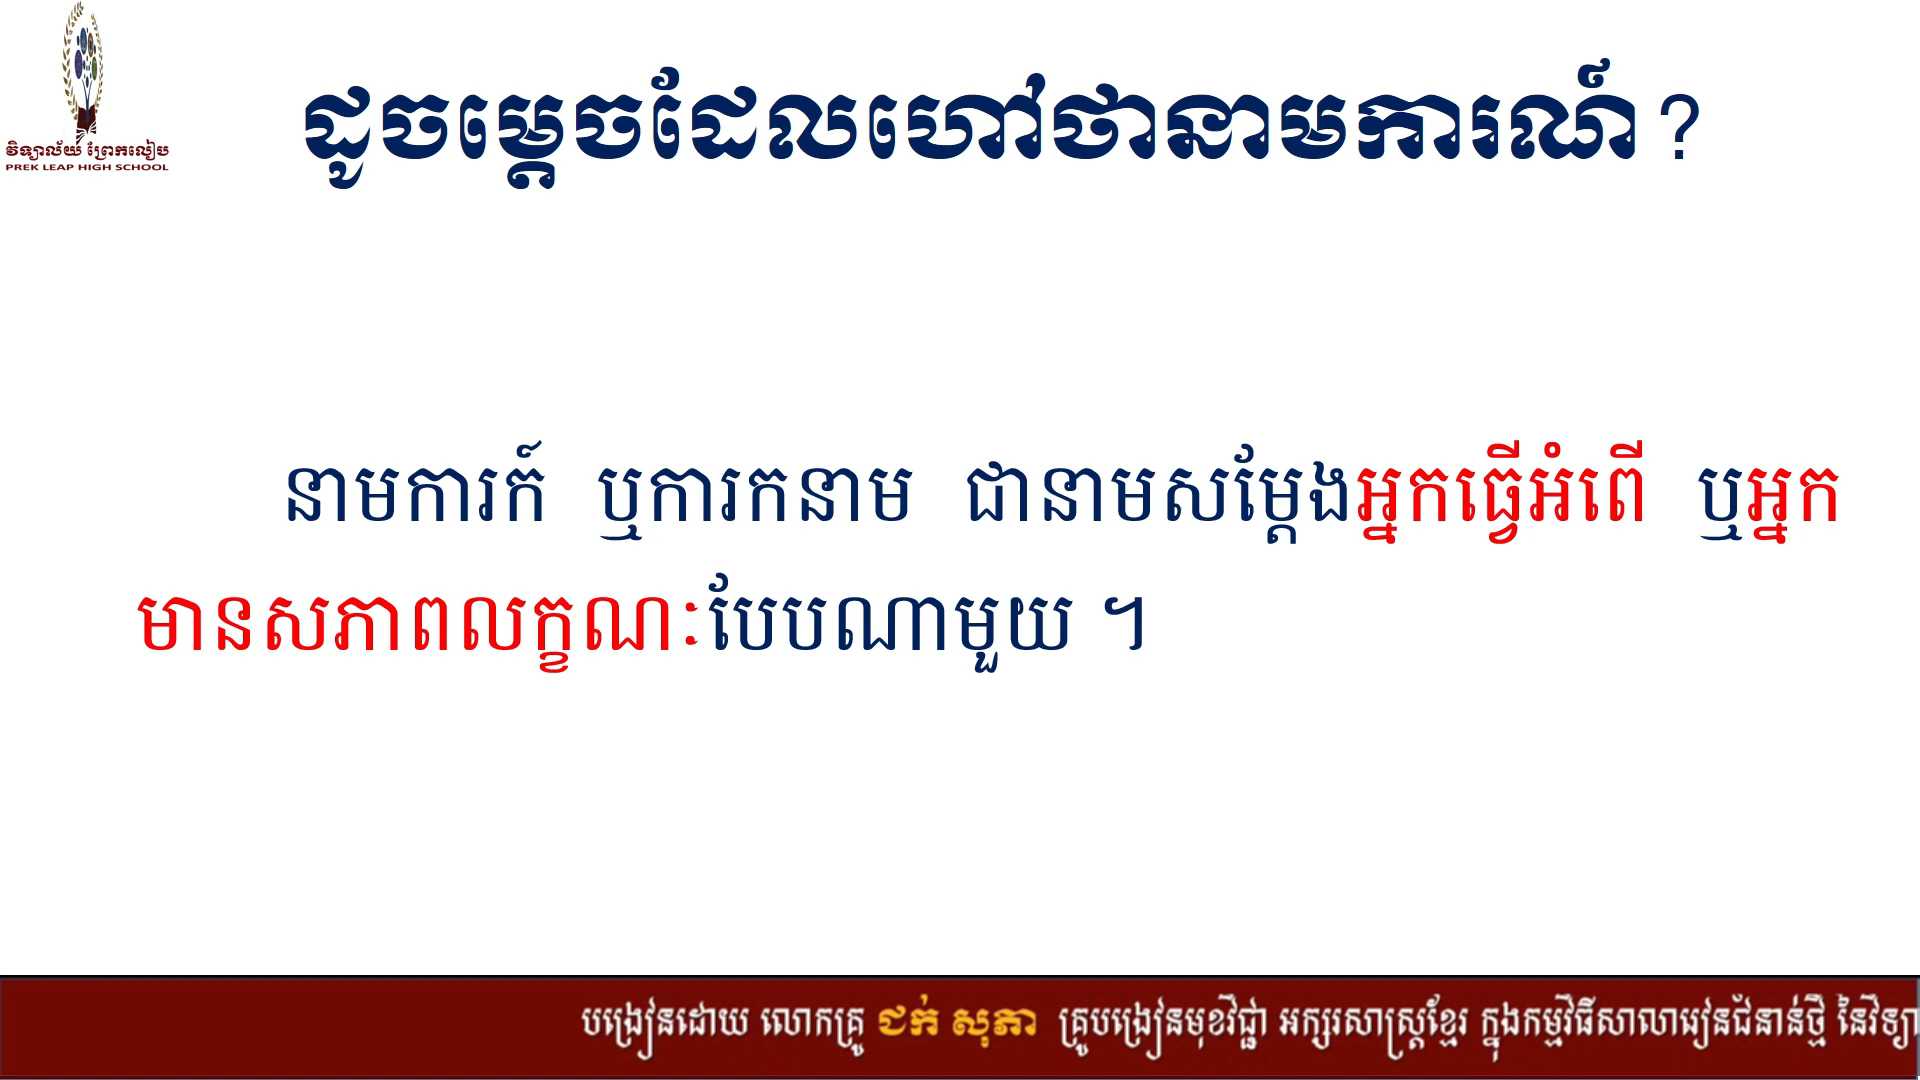 វិទ្យាល័យ ព្រែកលៀប
PREK LEAP HIGH SCHOOL
ដូចម្ដេចដែលហៅថានាមការណ៍ ?
នាមការក៍ ឬការកនាម ជានាមសម្ដែងអ្នកធ្វើអំពើ ឬអ្នក
មានសភាពលក្ខណៈបែបណាមួយ ។
បង្រៀនដោយ លោកគ្រូ ជក់ សុភា គ្រូបង្រៀនមុខវិជ្ជា អក្សរសាស្ត្រខ្មែរ ក្នុងកម្មវិធីសាលារៀនជំនាន់ថ្មី នៃវិទ្យា